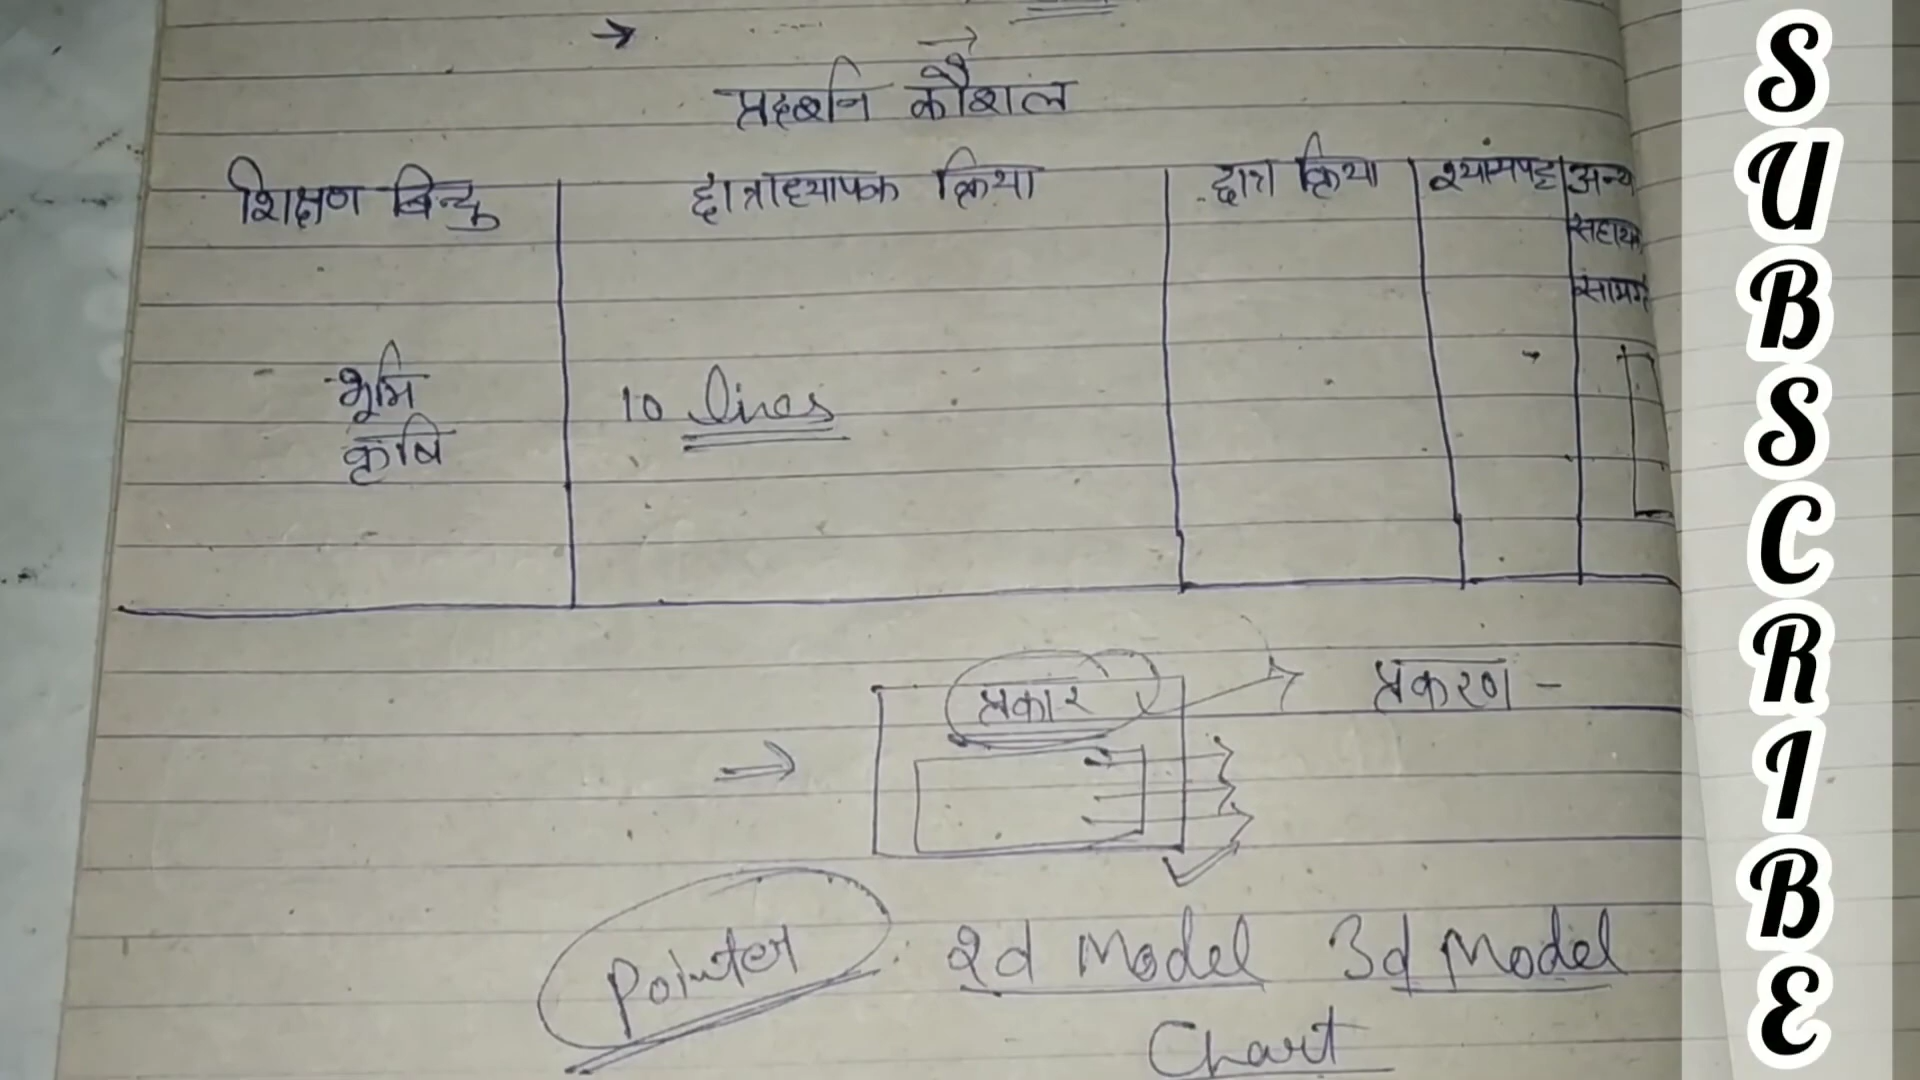 प्रदर्शन कौशल
शिक्षण बिन्दू छात्राध्यापक क्रिया छात्र क्रिया श्यामपट्ट अन्य
सहायक
सामग्री
भूमि
कृषि
10 lines
प्रकार
प्रकरण -
Pointer 2d Model 3d Model
Chart
SUBSCRIBE